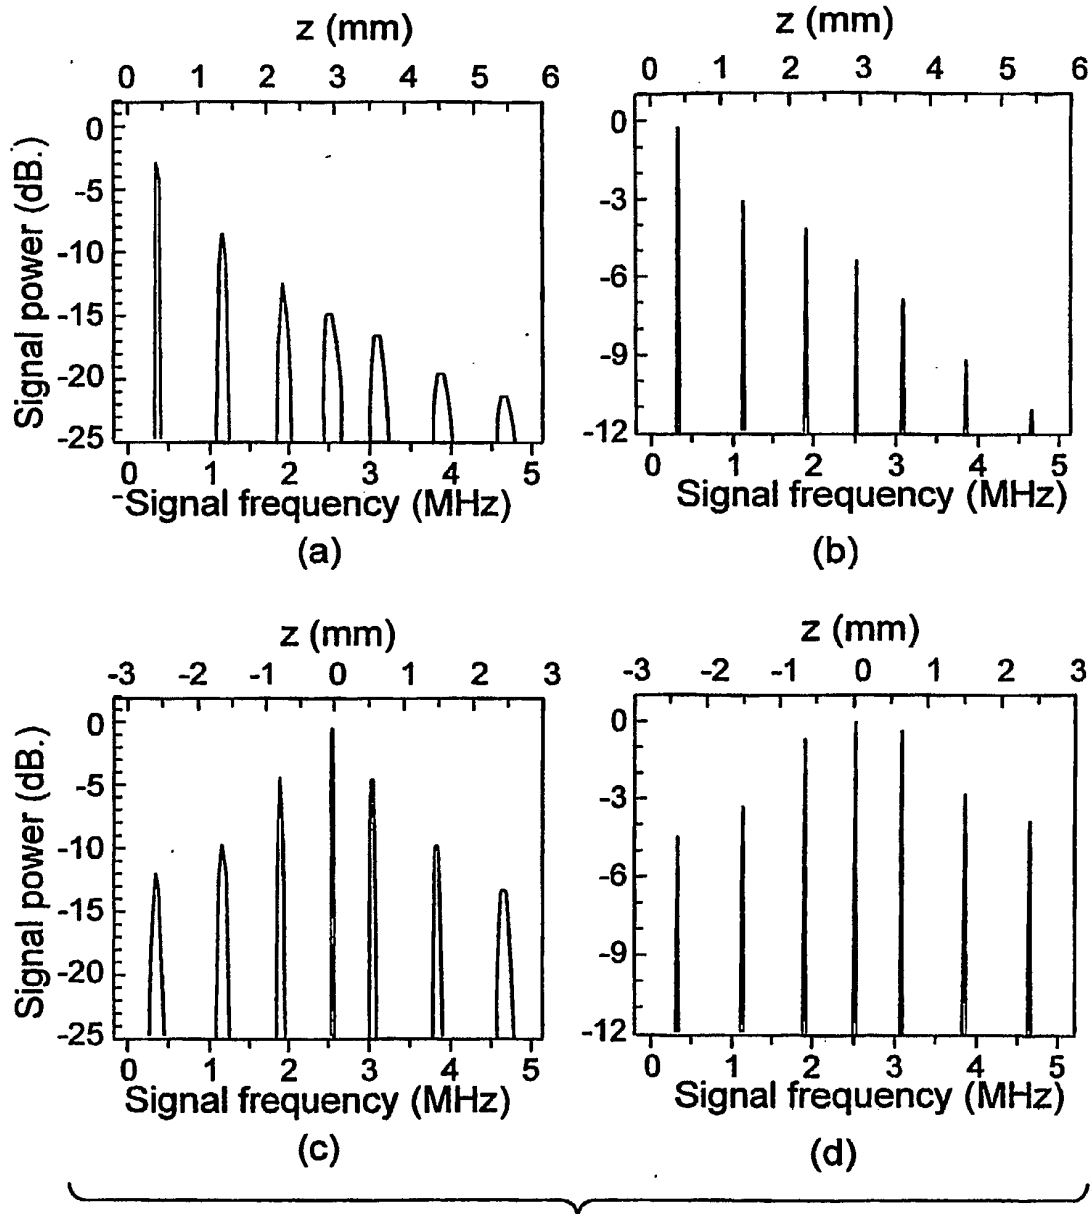 z (mm)
0 1 2 3 4 5 6
Signal power (dB.)
0
-5
-10
-15
-20
-25
0 1 2 3 4 5
Signal frequency (MHz)
(a)
z (mm)
0 1 2 3 4 5 6
0
-3
-6
-9
-12
0 1 2 3 4 5
Signal frequency (MHz)
(b)
z (mm)
-3 -2 -1 0 1 2 3
Signal power (dB.)
0
-5
-10
-15
-20
-25
0 1 2 3 4 5
Signal frequency (MHz)
(c)
z (mm)
-3 -2 -1 0 1 2 3
0
-3
-6
-9
-12
0 1 2 3 4 5
Signal frequency (MHz)
(d)